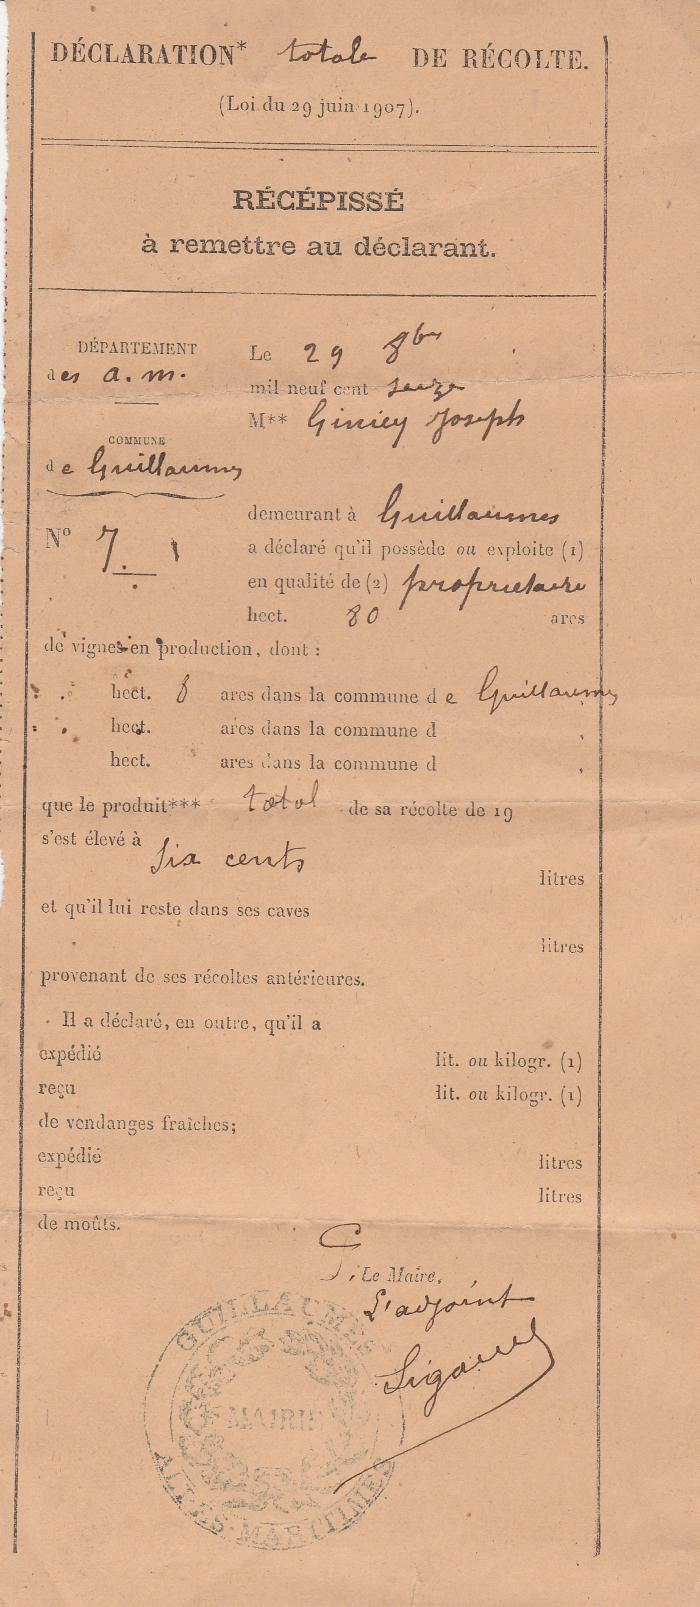 DÉCLARATION* totale DE RÉCOLTE.
(Loi du 29 juin 1907).
RÉCÉPISSÉ
à remettre au déclarant.
DÉPARTEMENT
des a.m.
COMMUNE
de Guillaumes
N° 7.
Le 29 8bre
mil neuf cent seize
M** Giniey Joseph
demeurant à Guillaumes
a déclaré qu'il possède ou exploite (1)
en qualité de (2) propriétaire
hect. 80 ares
de vignes en production, dont :
hect. 8 ares dans la commune de Guillaumes
hect. ares dans la commune d
hect. ares dans la commune d
que le produit*** total de sa récolte de 19
s'est élevé à
six cents
litres
et qu'il lui reste dans ses caves
litres
provenant de ses récoltes antérieures.
Il a déclaré, en outre, qu'il a
expédié lit. ou kilogr. (1)
reçu lit. ou kilogr. (1)
de vendanges fraîches;
expédié litres
reçu litres
de moûts.
Le Maire,
L'adjoint
GUILLAUMES
MAIRIE
ALPES-MARITIMES